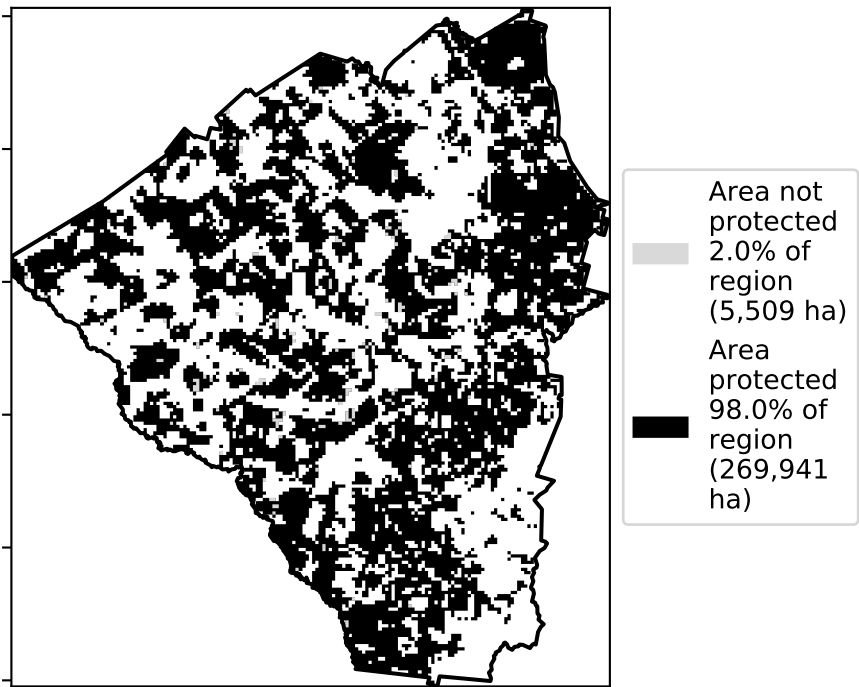 Area not
protected
2.0% of
region
(5,509 ha)
Area
protected
98.0% of
region
(269,941
ha)